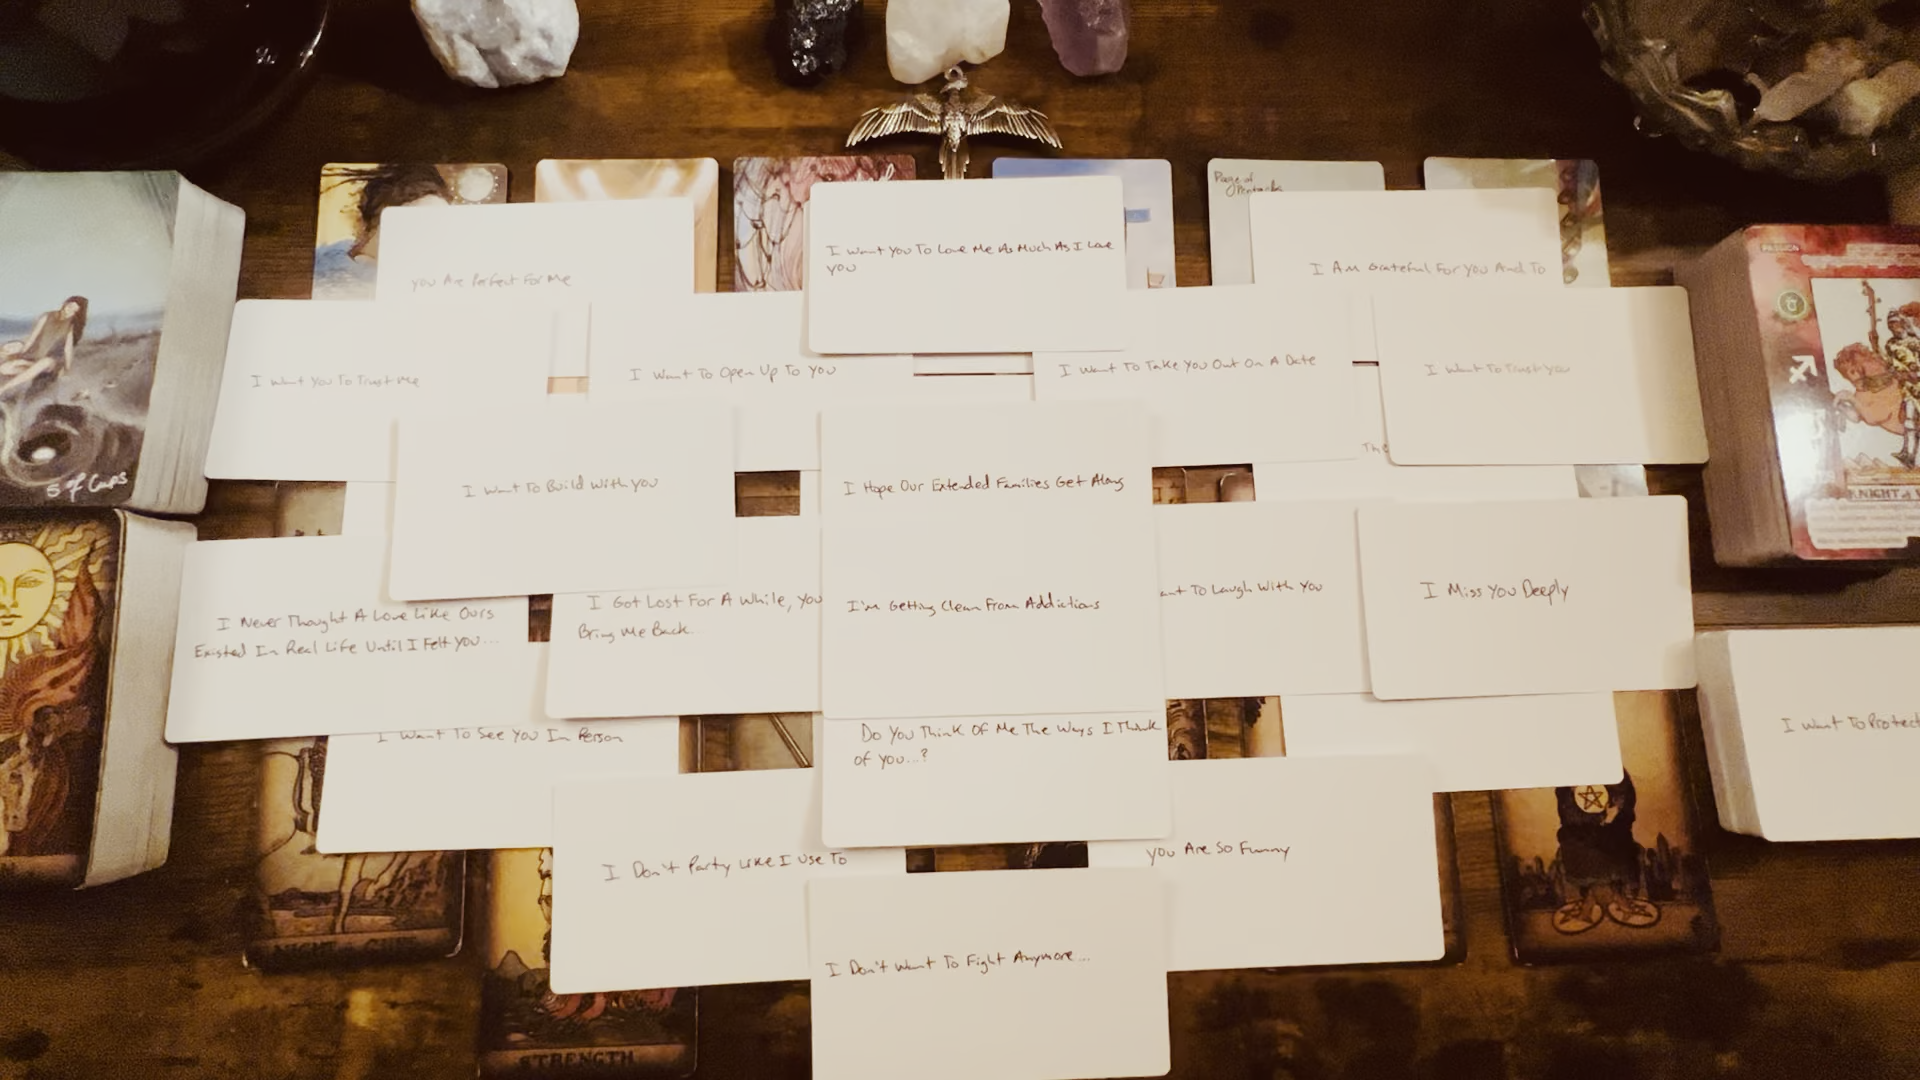 Page of
Pentacles
PASSION
I Want You To Love Me As Much As I Love
you
you Are Perfect For Me
I Am Grateful For you And To
I Want You To Trust Me
I Want To Open Up To You
I Want To Take You Out On A Date
I Want To Trust you
The
5 of Cups
I Want To Build With you
I Hope Our Extended Families Get Along
KNIGHT of
I Never Thought A Love Like Ours
Existed In Real Life Until I Felt you...
I Got Lost For A While, you
Bring Me Back...
I'm Getting Clean From Addictions
To Laugh With You
I Miss You Deeply
I Want To See You In Person
Do You Think Of Me The Ways I Think
of you...?
I Want To Protect
I Don't Party Like I Use To
you Are So Funny
I Don't Want To Fight Anymore...
STRENGTH